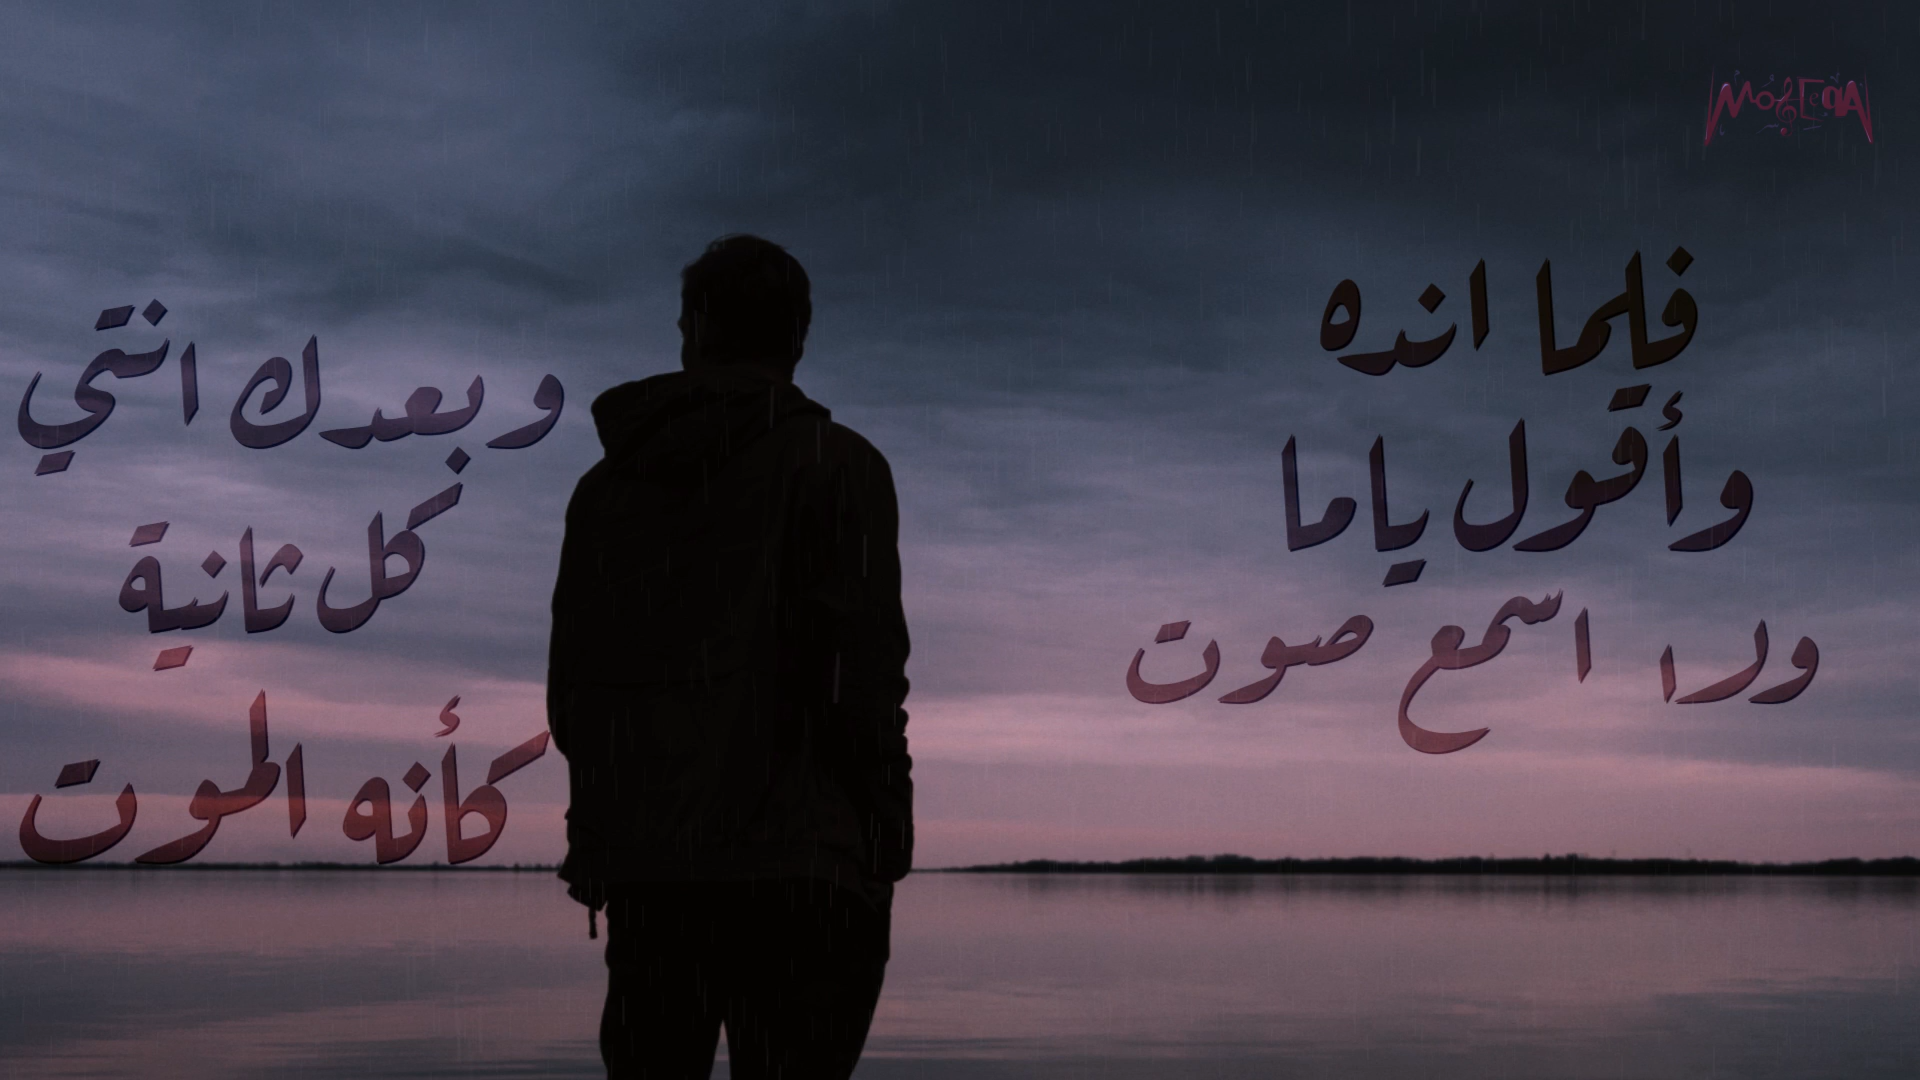 فلما انده
وأقول ياما
ولا اسمع صوت
وبعدك انتي
كل ثانية
كأنه الموت